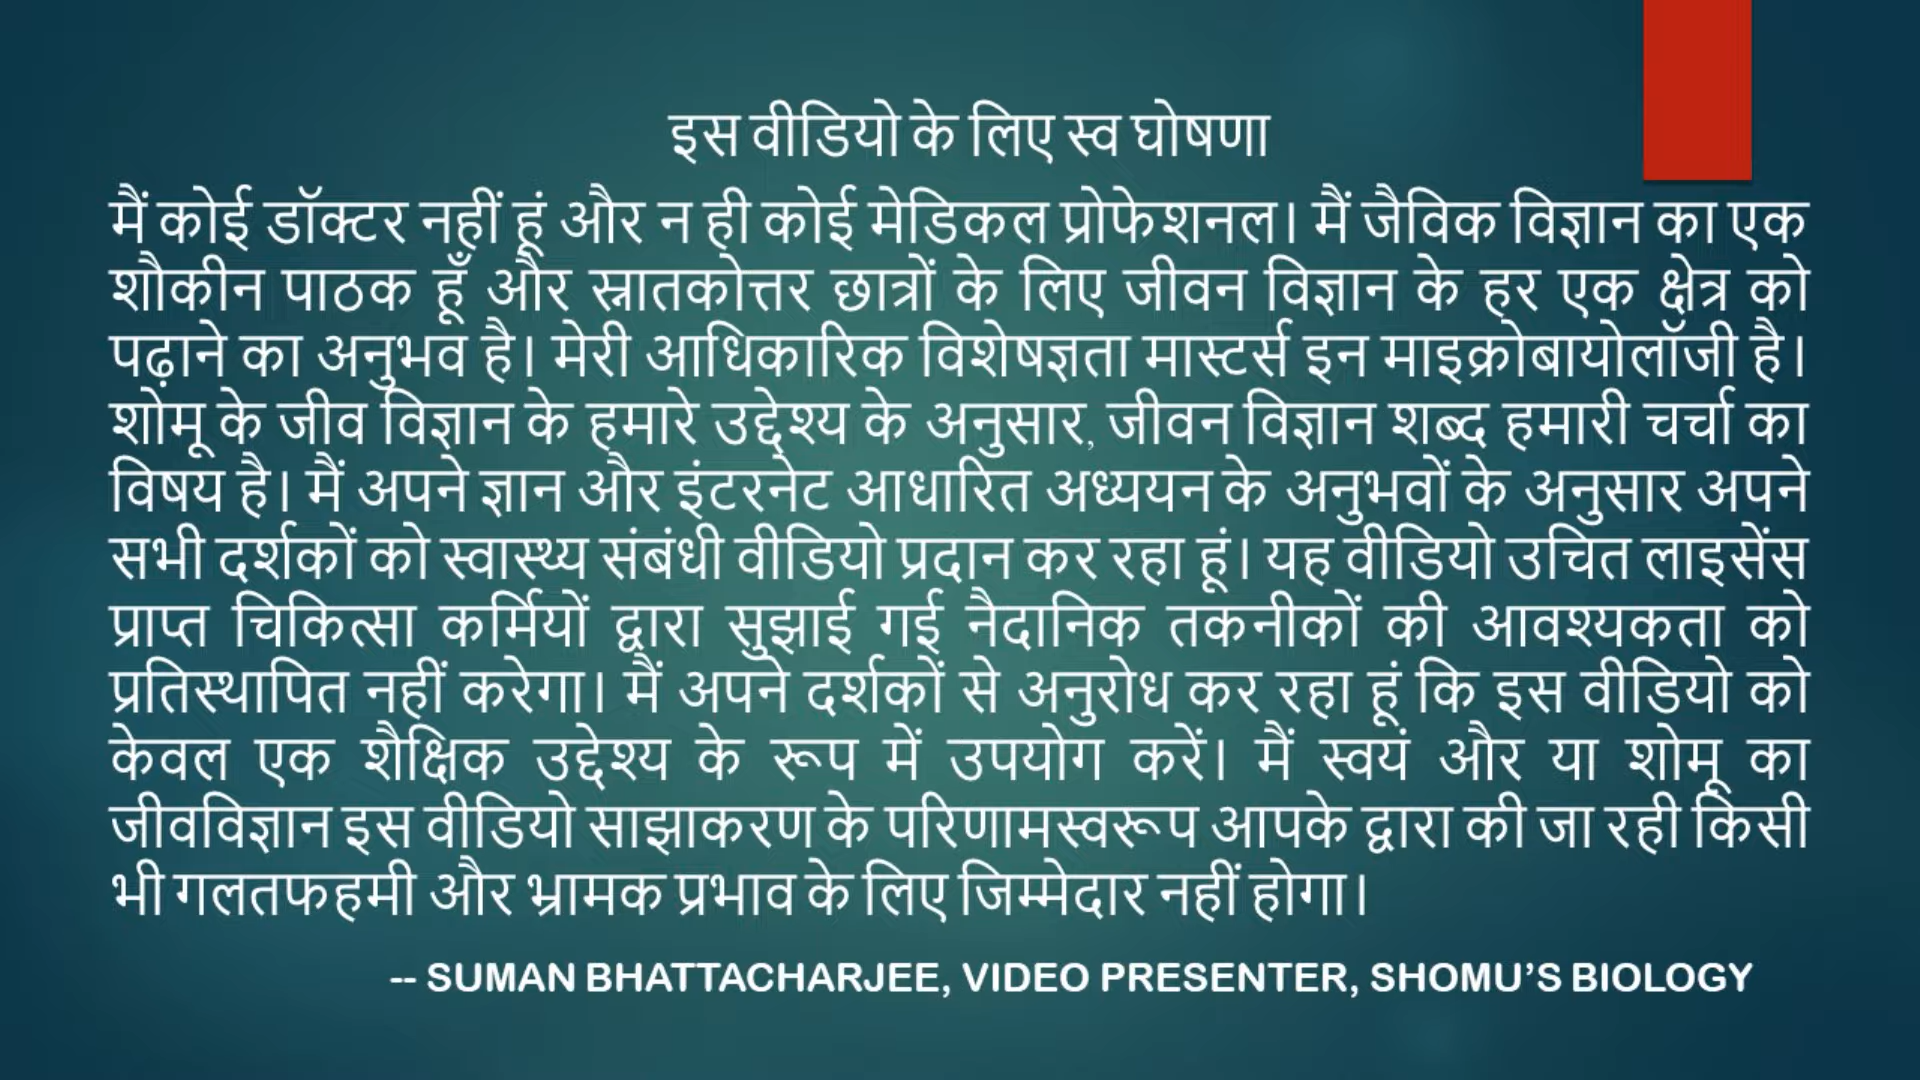 इस वीडियो के लिए स्व घोषणा
मैं कोई डॉक्टर नहीं हूं और न ही कोई मेडिकल प्रोफेशनल। मैं जैविक विज्ञान का एक
शौकीन पाठक हूँ और स्नातकोत्तर छात्रों के लिए जीवन विज्ञान के हर एक क्षेत्र को
पढ़ाने का अनुभव है। मेरी आधिकारिक विशेषज्ञता मास्टर्स इन माइक्रोबायोलॉजी है।
शोमू के जीव विज्ञान के हमारे उद्देश्य के अनुसार, जीवन विज्ञान शब्द हमारी चर्चा का
विषय है। मैं अपने ज्ञान और इंटरनेट आधारित अध्ययन के अनुभवों के अनुसार अपने
सभी दर्शकों को स्वास्थ्य संबंधी वीडियो प्रदान कर रहा हूं। यह वीडियो उचित लाइसेंस
प्राप्त चिकित्सा कर्मियों द्वारा सुझाई गई नैदानिक तकनीकों की आवश्यकता को
प्रतिस्थापित नहीं करेगा। मैं अपने दर्शकों से अनुरोध कर रहा हूं कि इस वीडियो को
केवल एक शैक्षिक उद्देश्य के रूप में उपयोग करें। मैं स्वयं और या शोमू का
जीवविज्ञान इस वीडियो साझाकरण के परिणामस्वरूप आपके द्वारा की जा रही किसी
भी गलतफहमी और भ्रामक प्रभाव के लिए जिम्मेदार नहीं होगा।
-- SUMAN BHATTACHARJEE, VIDEO PRESENTER, SHOMU’S BIOLOGY